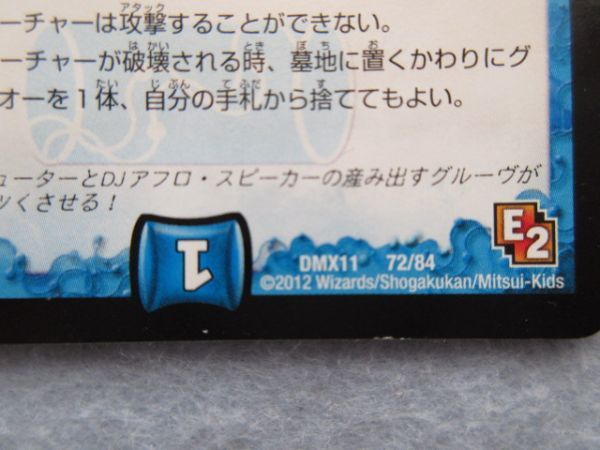 ーチャーは攻撃することができない。
ーチャーが破壊される時、墓地に置くかわりにグ
オーを1体、自分の手札から捨ててもよい。
ューターとDJアフロ・スピーカーの産み出すグルーヴが
ックさせる!
1
E2
DMX11 72/84
©2012 Wizards/Shogakukan/Mitsui-Kids